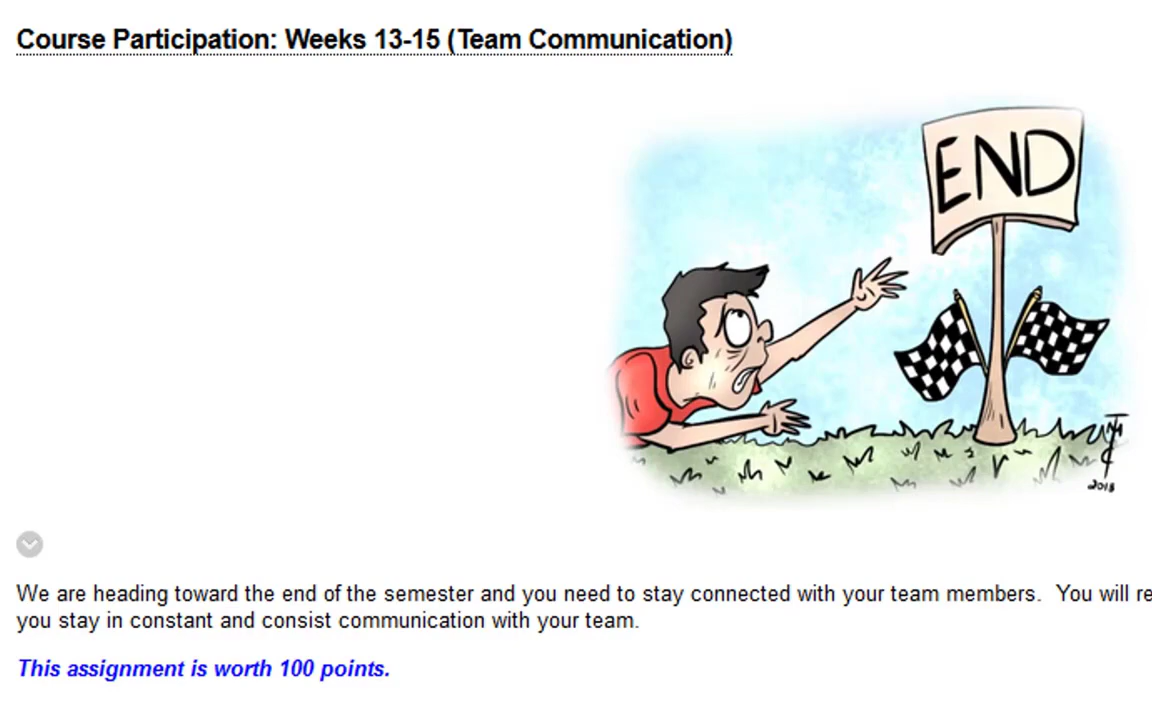 Course Participation: Weeks 13-15 (Team Communication)
END
2018
We are heading toward the end of the semester and you need to stay connected with your team members. You will re
you stay in constant and consist communication with your team.
This assignment is worth 100 points.